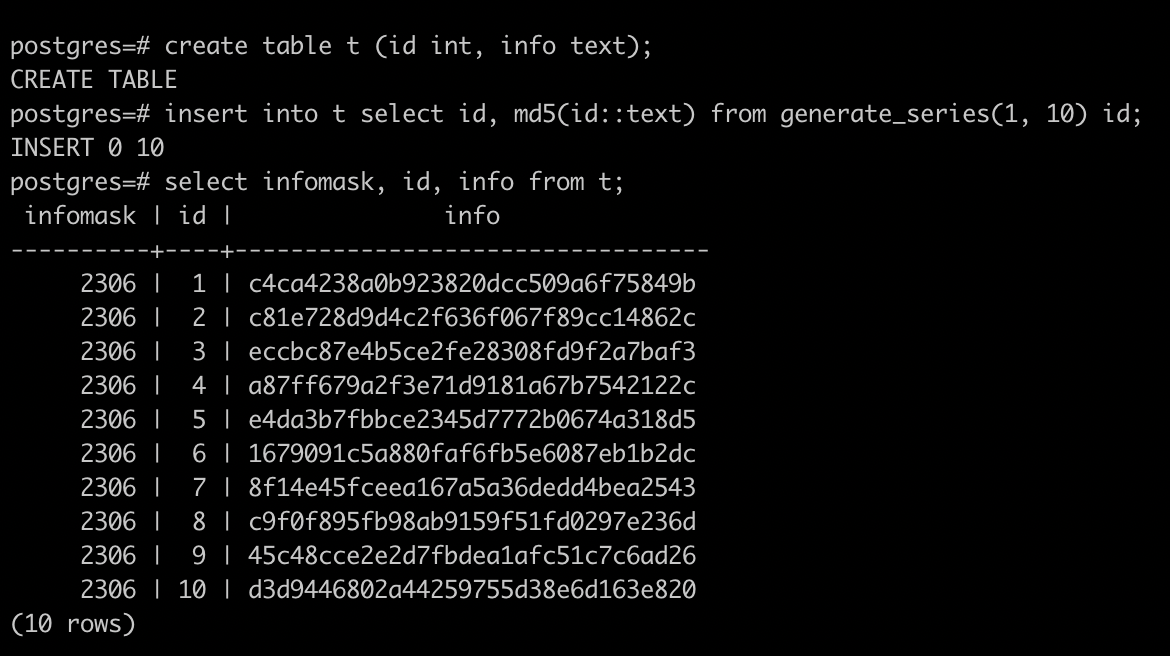 postgres=# create table t (id int, info text);
CREATE TABLE
postgres=# insert into t select id, md5(id::text) from generate_series(1, 10) id;
INSERT 0 10
postgres=# select infomask, id, info from t;
 infomask | id |               info
----------+----+----------------------------------
     2306 |  1 | c4ca4238a0b923820dcc509a6f75849b
     2306 |  2 | c81e728d9d4c2f636f067f89cc14862c
     2306 |  3 | eccbc87e4b5ce2fe28308fd9f2a7baf3
     2306 |  4 | a87ff679a2f3e71d9181a67b7542122c
     2306 |  5 | e4da3b7fbbce2345d7772b0674a318d5
     2306 |  6 | 1679091c5a880faf6fb5e6087eb1b2dc
     2306 |  7 | 8f14e45fceea167a5a36dedd4bea2543
     2306 |  8 | c9f0f895fb98ab9159f51fd0297e236d
     2306 |  9 | 45c48cce2e2d7fbdea1afc51c7c6ad26
     2306 | 10 | d3d9446802a44259755d38e6d163e820
(10 rows)